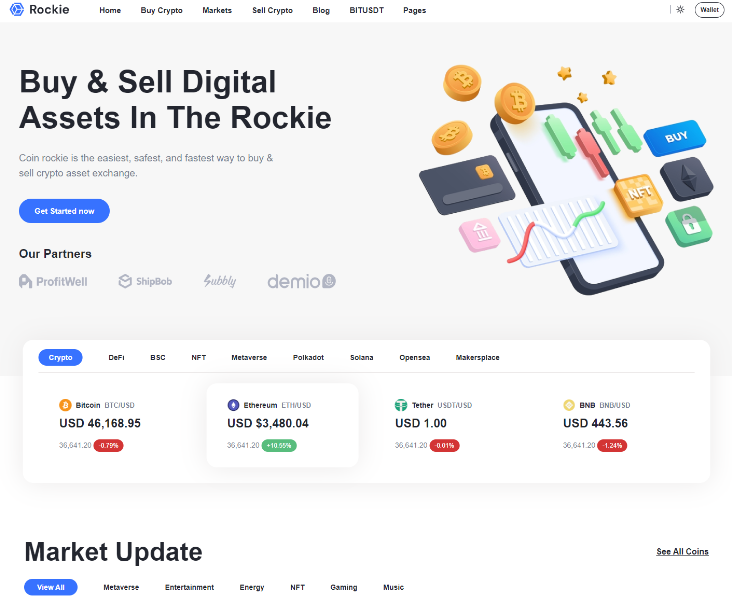 Rockie Home Buy Crypto Markets Sell Crypto Blog BITUSDT Pages Wallet
Buy & Sell Digital
Assets In The Rockie
Coin rockie is the easiest, safest, and fastest way to buy &
sell crypto asset exchange.
Get Started now
BUY
NFT
Our Partners
ProfitWell ShipBob Subbly demio
Crypto DeFi BSC NFT Metaverse Polkadot Solana Opensea Makersplace
Bitcoin BTC/USD
USD 46,168.95
36,641.20 -0.79%
Ethereum ETH/USD
USD $3,480.04
36,641.20 +10.55%
Tether USDT/USD
USD 1.00
36,641.20 -0.01%
BNB BNB/USD
USD 443.56
36,641.20 -1.24%
Market Update
See All Coins
View All Metaverse Entertainment Energy NFT Gaming Music